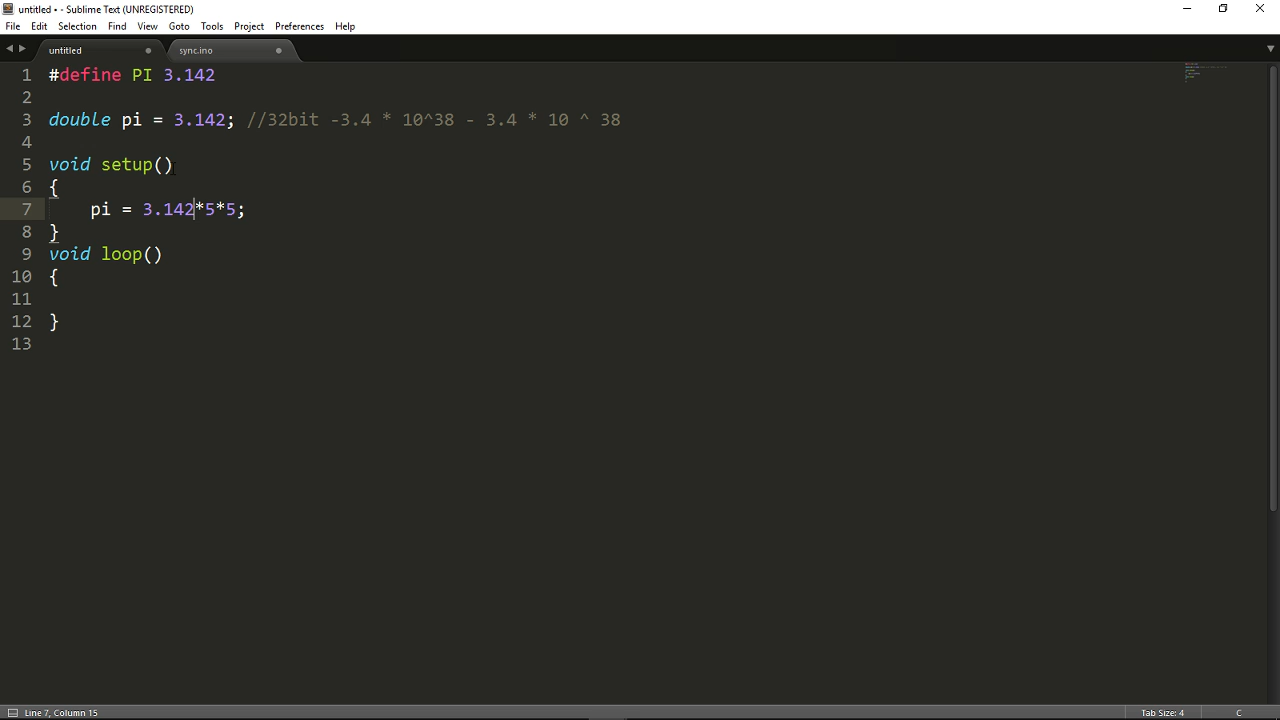 untitled • - Sublime Text (UNREGISTERED)
File Edit Selection Find View Goto Tools Project Preferences Help
untitled sync.ino
1 #define PI 3.142
2
3 double pi = 3.142; //32bit -3.4 * 10^38 - 3.4 * 10 ^ 38
4
5 void setup()
6 {
7 pi = 3.142*5*5;
8 }
9 void loop()
10 {
11
12 }
13
Line 7, Column 15 Tab Size: 4 C